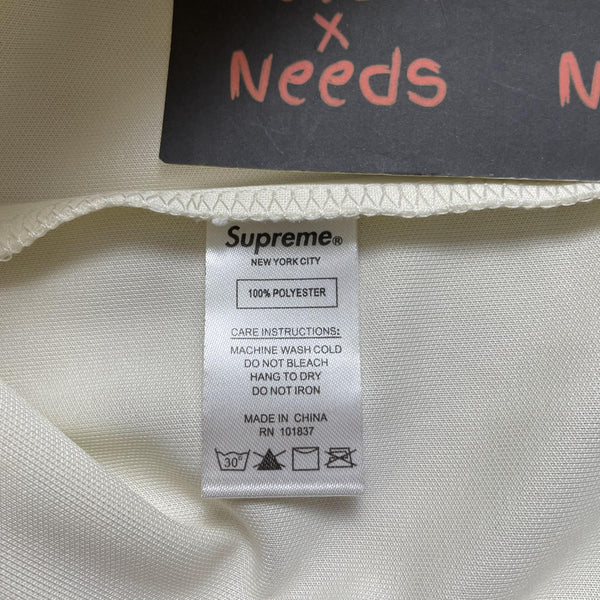 x
Needs
N
Supreme®
NEW YORK CITY
100% POLYESTER
CARE INSTRUCTIONS:
MACHINE WASH COLD
DO NOT BLEACH
HANG TO DRY
DO NOT IRON
MADE IN CHINA
RN 101837
30°